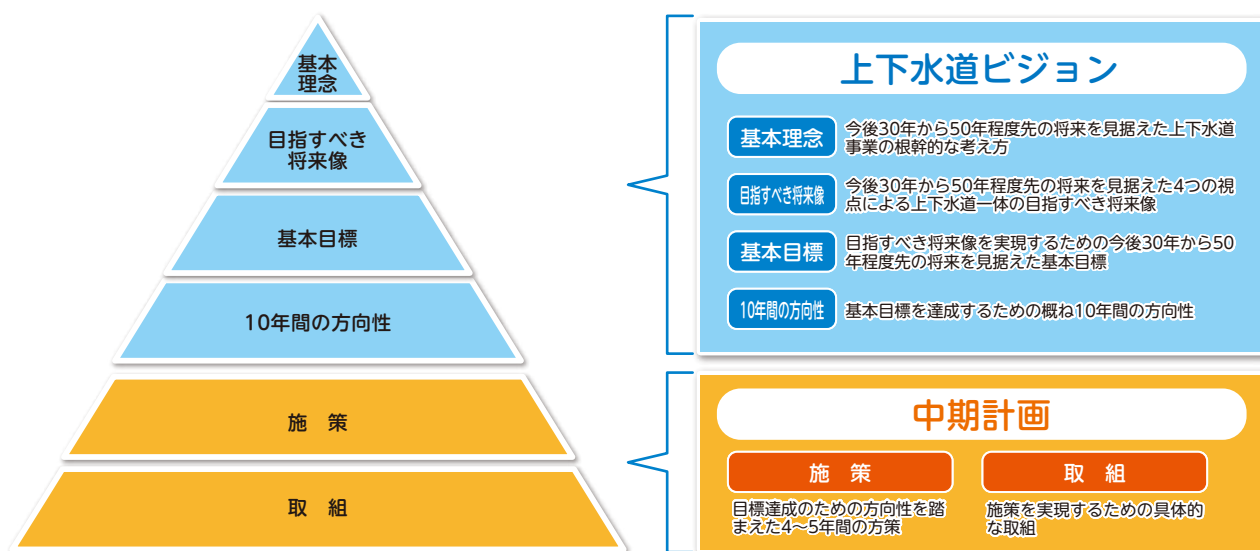 基本
理念
目指すべき
将来像
基本目標
10年間の方向性
施　策
取　組
上下水道ビジョン
基本理念
今後30年から50年程度先の将来を見据えた上下水道
事業の根幹的な考え方
目指すべき将来像
今後30年から50年程度先の将来を見据えた4つの視
点による上下水道一体の目指すべき将来像
基本目標
目指すべき将来像を実現するための今後30年から50
年程度先の将来を見据えた基本目標
10年間の方向性
基本目標を達成するための概ね10年間の方向性
中期計画
施　策
目標達成のための方向性を踏
まえた4～5年間の方策
取　組
施策を実現するための具体的
な取組